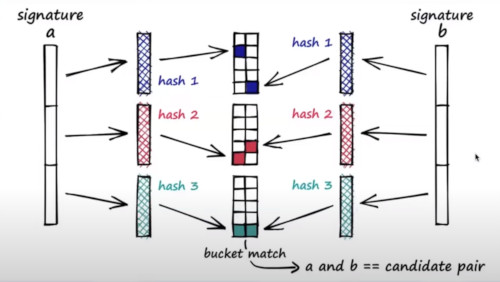 signature
a
signature
b
hash 1
hash 1
hash 2
hash 2
hash 3
hash 3
bucket match
a and b == candidate pair